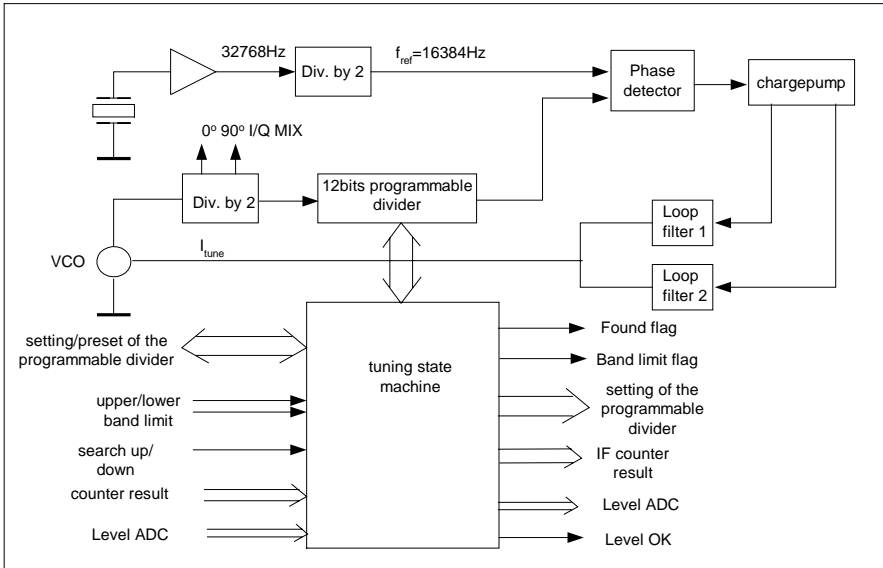 32768Hz
f_ref=16384Hz
Div. by 2
Phase
detector
chargepump
0º 90º I/Q MIX
Div. by 2
12bits programmable
divider
Loop
filter 1
I_tune
VCO
Loop
filter 2
setting/preset of the
programmable divider
upper/lower
band limit
search up/
down
counter result
Level ADC
tuning state
machine
Found flag
Band limit flag
setting of the
programmable
divider
IF counter
result
Level ADC
Level OK